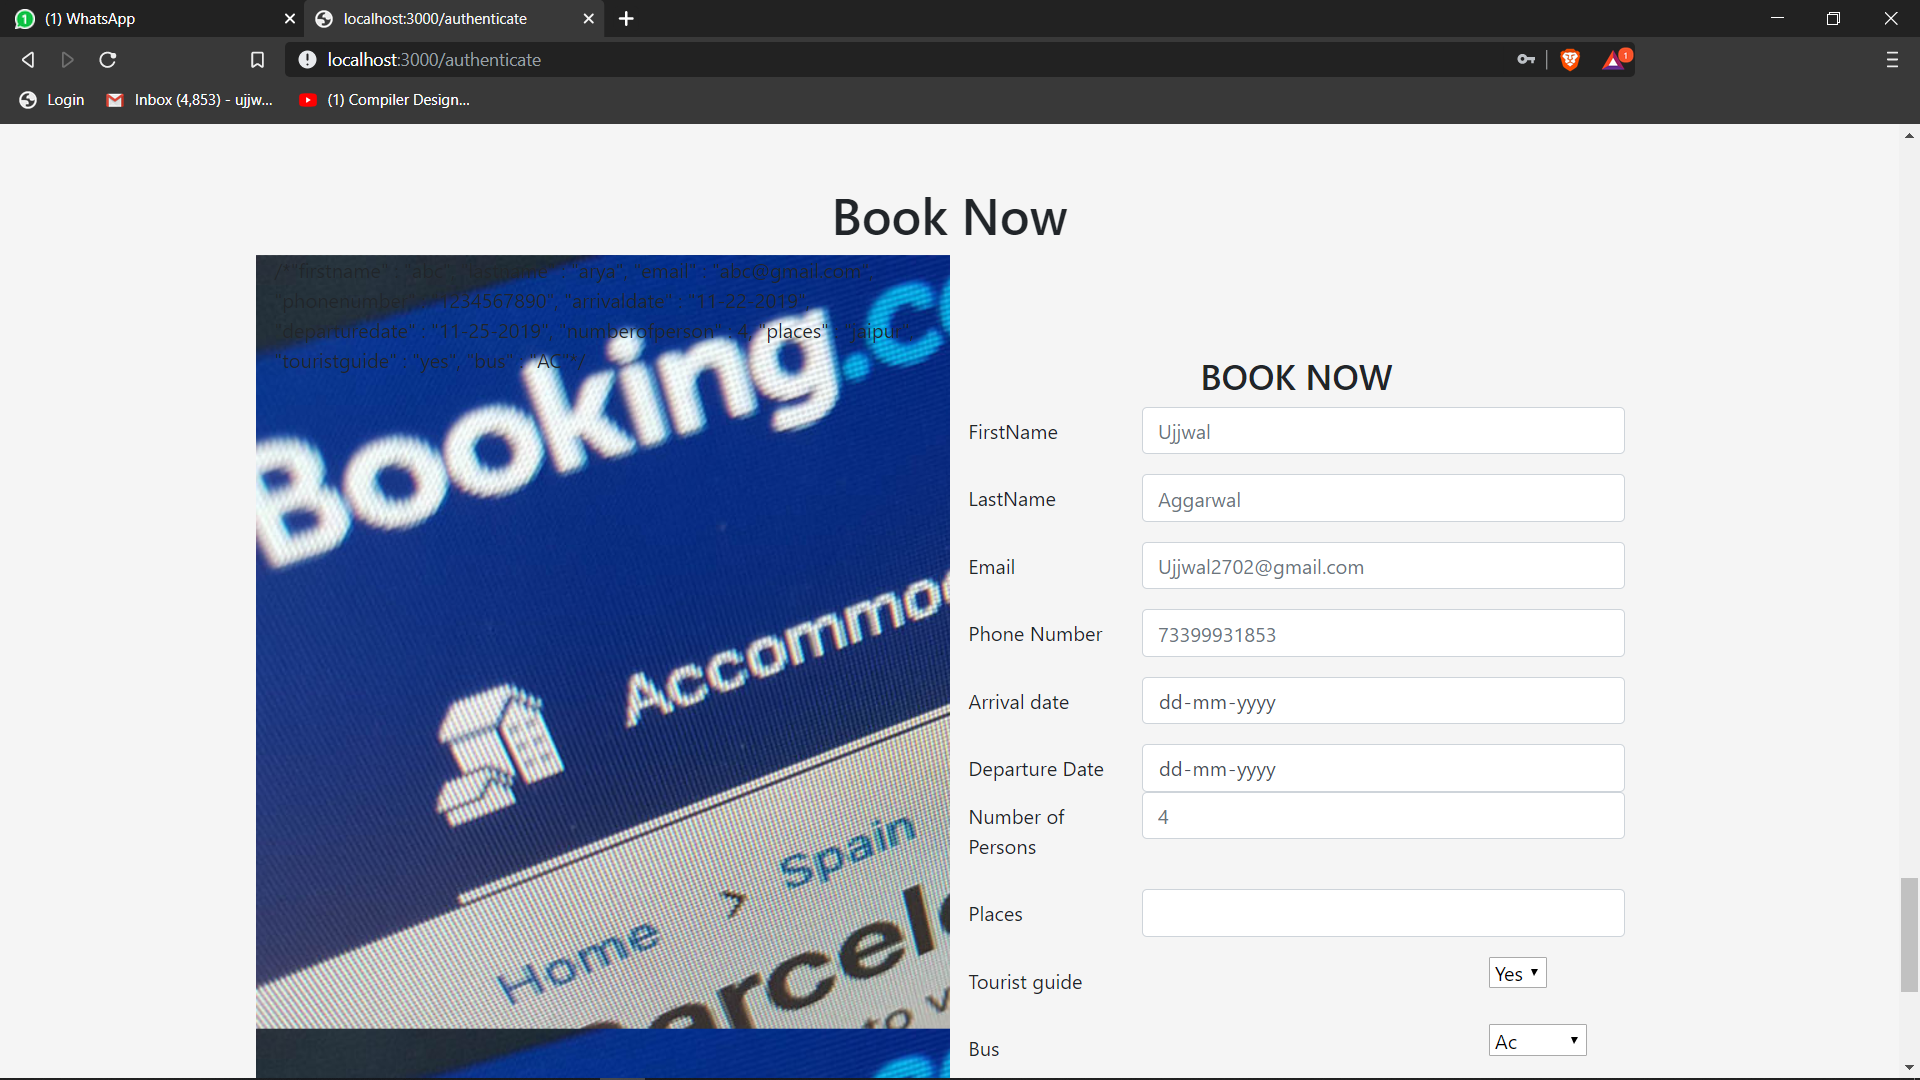 (1) WhatsApp
localhost:3000/authenticate
localhost:3000/authenticate
1
Login
Inbox (4,853) - ujjw...
(1) Compiler Design...
Book Now
/*"firstname" : "abc", "lastname" : "arya", "email" : "abc@gmail.com",
"phonenumber" : "1234567890", "arrivaldate" : "11-22-2019",
"departuredate" : "11-25-2019", "numberofperson" : 4, "places" : "jaipur",
"touristguide" : "yes", "bus" : "AC"*/
Booking.co
Accommo
Home > Spain
arcel
to v
BOOK NOW
FirstName
Ujjwal
LastName
Aggarwal
Email
Ujjwal2702@gmail.com
Phone Number
73399931853
Arrival date
dd-mm-yyyy
Departure Date
dd-mm-yyyy
Number of
Persons
4
Places
Tourist guide
Yes
Bus
Ac